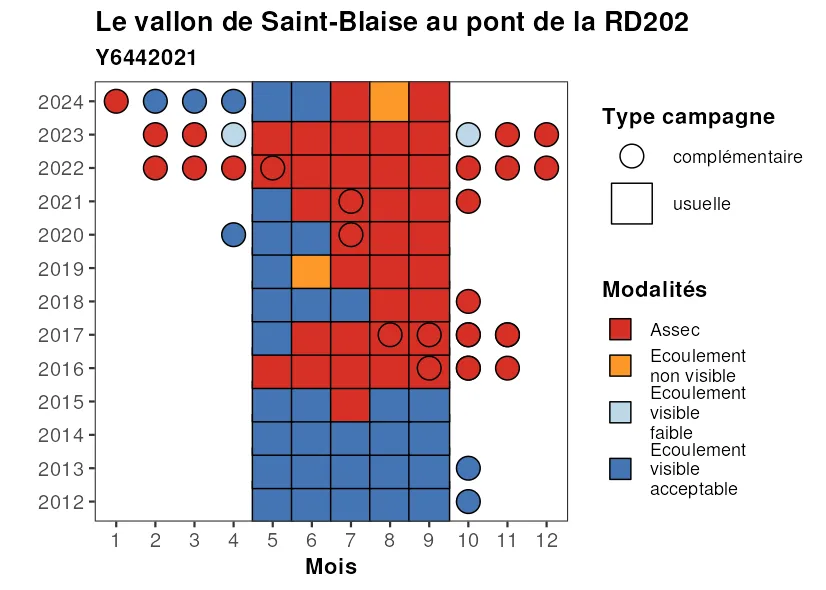 Le vallon de Saint-Blaise au pont de la RD202
Y6442021
2024
2023
2022
2021
2020
2019
2018
2017
2016
2015
2014
2013
2012
1 2 3 4 5 6 7 8 9 10 11 12
Mois
Type campagne
complémentaire
usuelle
Modalités
Assec
Ecoulement
non visible
Ecoulement
visible
faible
Ecoulement
visible
acceptable